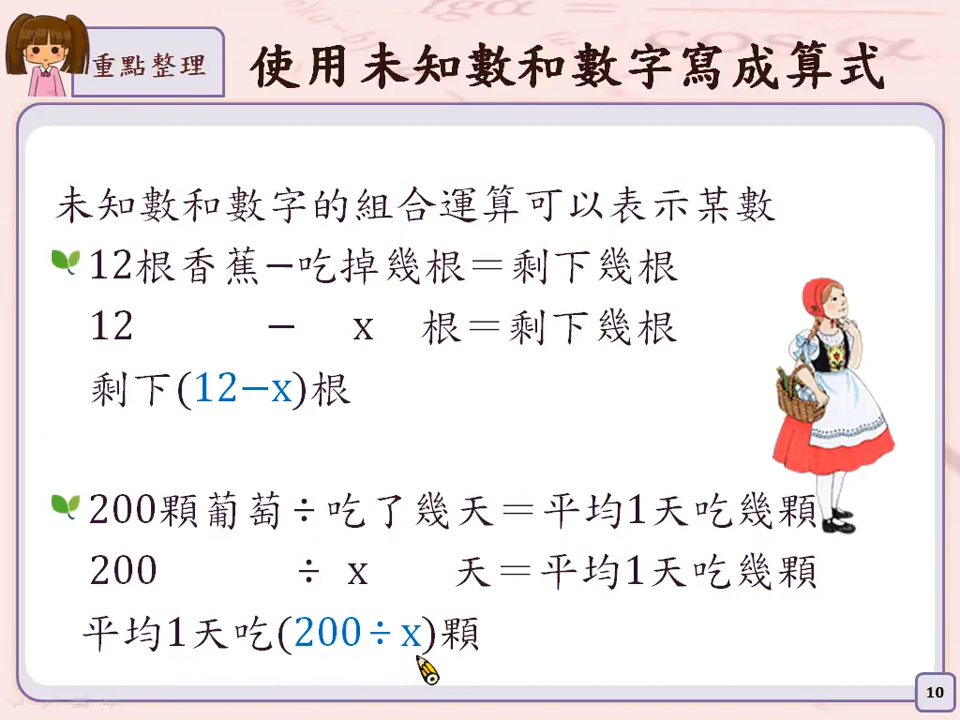 重點整理
使用未知數和數字寫成算式
未知數和數字的組合運算可以表示某數
12根香蕉－吃掉幾根＝剩下幾根
12 － x 根＝剩下幾根
剩下(12－x)根
200顆葡萄÷吃了幾天＝平均1天吃幾顆
200 ÷ x 天＝平均1天吃幾顆
平均1天吃(200÷x)顆
10